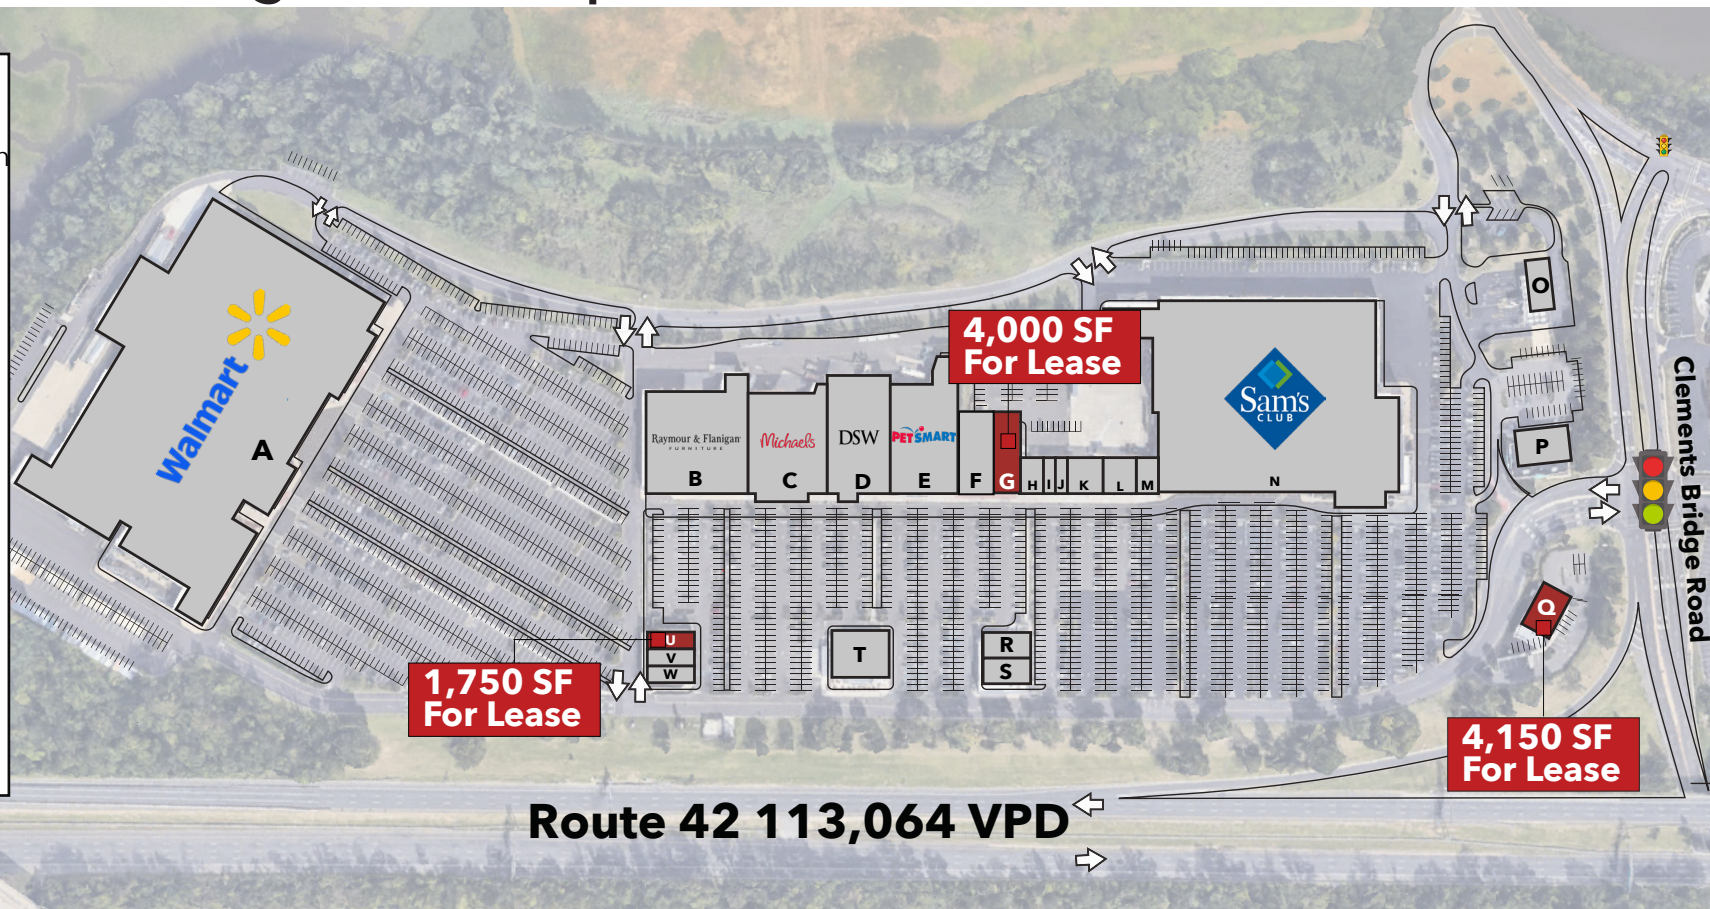 4,000 SF
For Lease
Walmart
A
Raymour & Flanigan
FURNITURE
B
Michaels
C
DSW
D
PETSMART
E
F
G
H
I
J
K
L
M
Sam's
CLUB
N
O
P
Q
Clements Bridge Road
U
V
W
T
R
S
1,750 SF
For Lease
4,150 SF
For Lease
Route 42 113,064 VPD